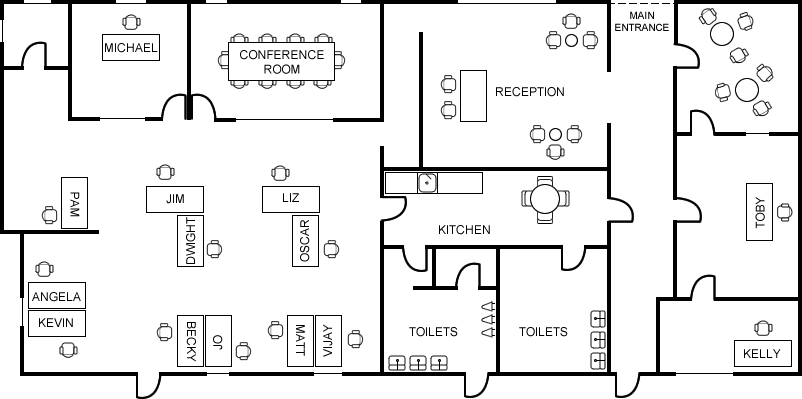 MAIN
ENTRANCE
MICHAEL
CONFERENCE
ROOM
RECEPTION
PAM
JIM
LIZ
DWIGHT
OSCAR
KITCHEN
TOBY
ANGELA
KEVIN
BECKY
JO
MATT
VIJAY
TOILETS
TOILETS
KELLY